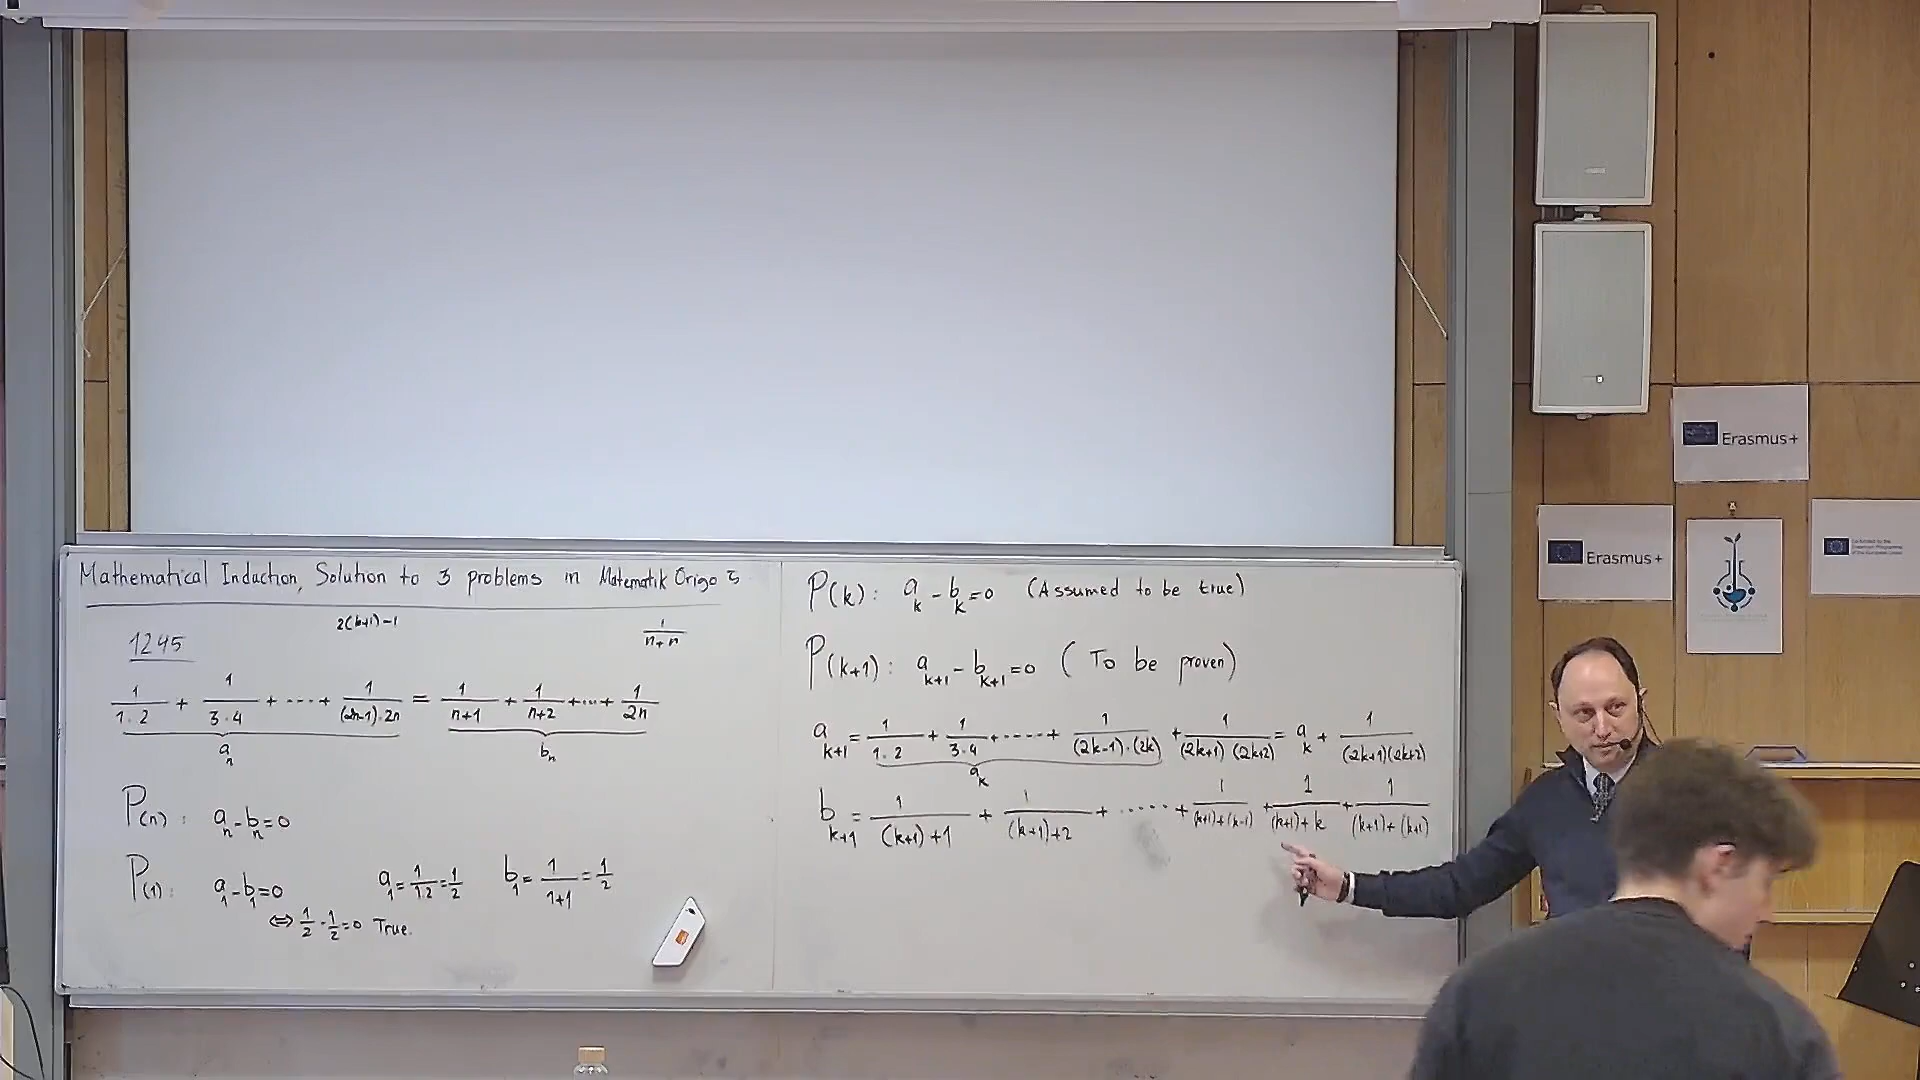 Mathematical Induction, Solution to 3 problems in Matematik Origo 5
2(k+1)-1
1245
1/(n+n)
1/(1·2) + 1/(3·4) + ···· + 1/((2n-1)·2n) = 1/(n+1) + 1/(n+2) + ··· + 1/(2n)
a_n b_n
P(n): a_n - b_n = 0
P(1): a_1 - b_1 = 0 a_1 = 1/(1·2) = 1/2 b_1 = 1/(1+1) = 1/2
⇔ 1/2 - 1/2 = 0 True.
P(k): a_k - b_k = 0 (Assumed to be true)
P(k+1): a_{k+1} - b_{k+1} = 0 (To be proven)
a_{k+1} = 1/(1·2) + 1/(3·4) + ····· + 1/((2k-1)·(2k)) + 1/((2k+1)(2k+2)) = a_k + 1/((2k+1)(2k+2))
a_k
b_{k+1} = 1/((k+1)+1) + 1/((k+1)+2) + ····· + 1/((k+1)+(k-1)) + 1/((k+1)+k) + 1/((k+1)+(k+1))
Erasmus+
Erasmus+